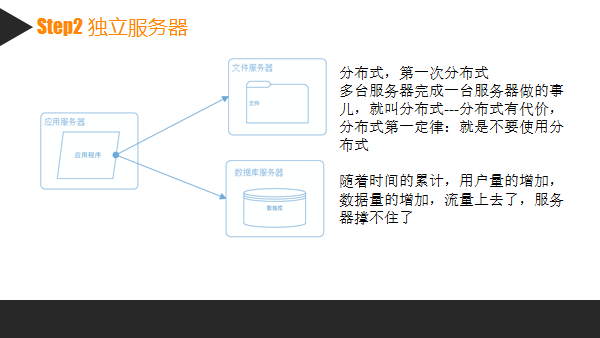 Step2 独立服务器
文件服务器
文件
应用服务器
应用程序
数据库服务器
数据库
分布式，第一次分布式
多台服务器完成一台服务器做的事
儿，就叫分布式---分布式有代价，
分布式第一定律：就是不要使用分
布式
随着时间的累计，用户量的增加，
数据量的增加，流量上去了，服务
器撑不住了